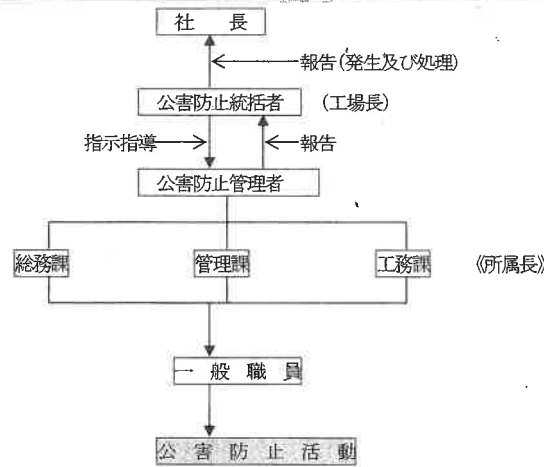 社　長
報告(発生及び処理)
公害防止統括者　(工場長)
指示指導　報告
公害防止管理者
総務課　管理課　工務課　《所属長》
一般職員
公害防止活動